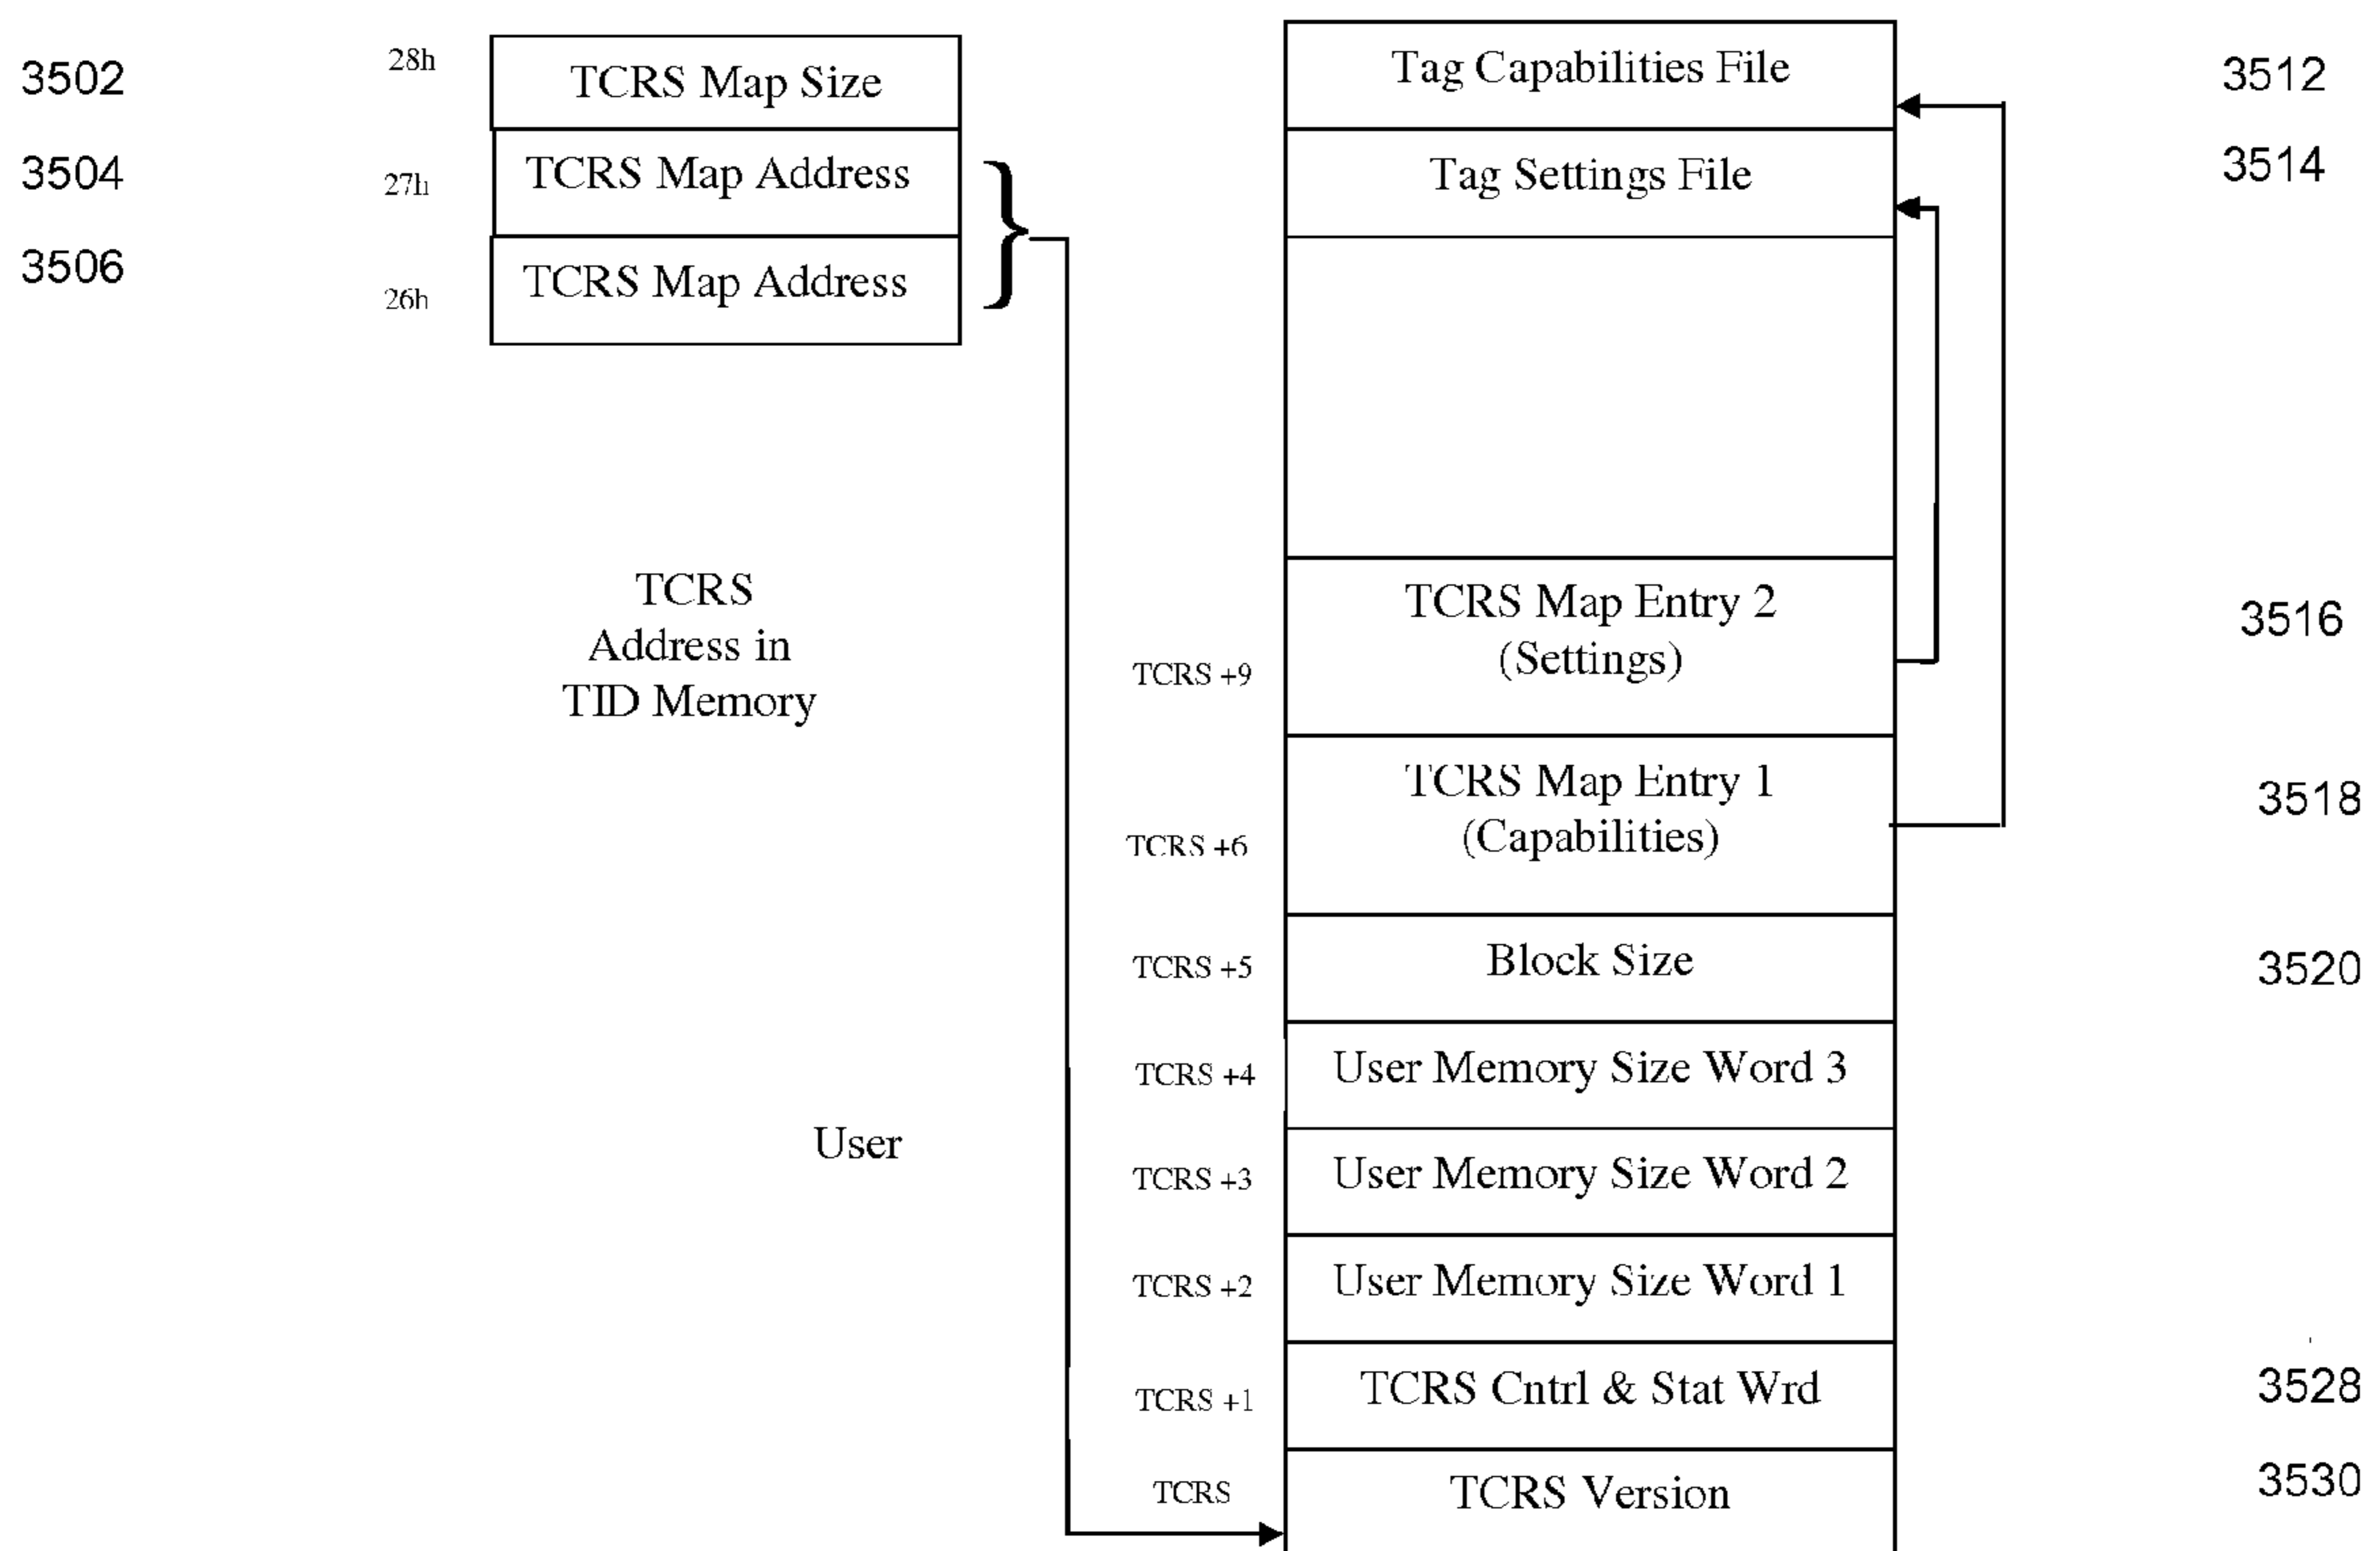 3502
28h
TCRS Map Size
Tag Capabilities File
3512
3504
27h
TCRS Map Address
Tag Settings File
3514
3506
26h
TCRS Map Address
TCRS
Address in
TID Memory
TCRS Map Entry 2
(Settings)
TCRS +9
3516
TCRS Map Entry 1
(Capabilities)
TCRS +6
3518
TCRS +5
Block Size
3520
TCRS +4
User Memory Size Word 3
User
TCRS +3
User Memory Size Word 2
TCRS +2
User Memory Size Word 1
TCRS +1
TCRS Cntrl & Stat Wrd
3528
TCRS
TCRS Version
3530